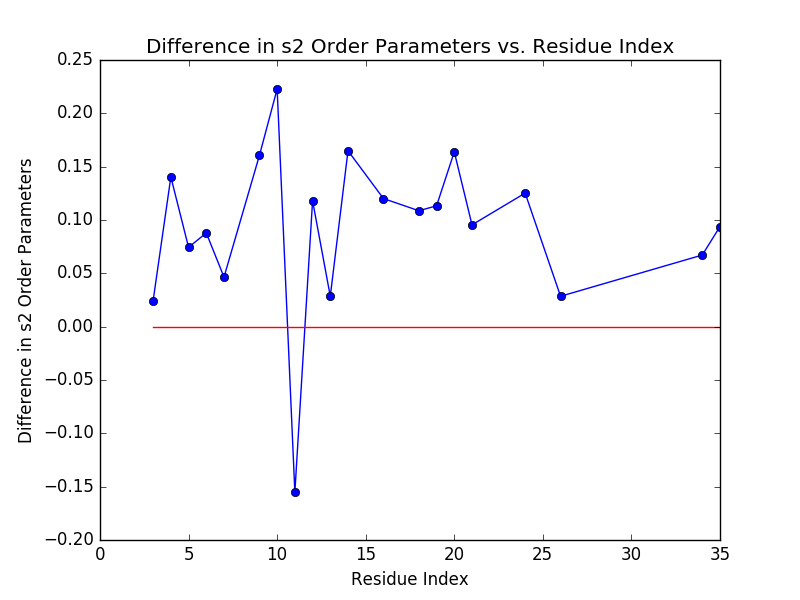 Difference in s2 Order Parameters vs. Residue Index
0.25
0.20
0.15
0.10
0.05
0.00
−0.05
−0.10
−0.15
−0.20
Difference in s2 Order Parameters
0 5 10 15 20 25 30 35
Residue Index